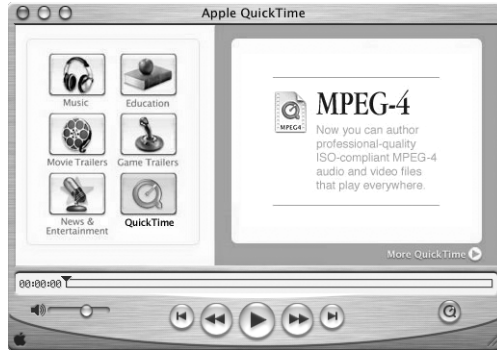 Apple QuickTime
Music
Education
Movie Trailers
Game Trailers
News &
Entertainment
QuickTime
MPEG4
MPEG-4
Now you can author
professional-quality
ISO-compliant MPEG-4
audio and video files
that play everywhere.
More QuickTime
00:00:00